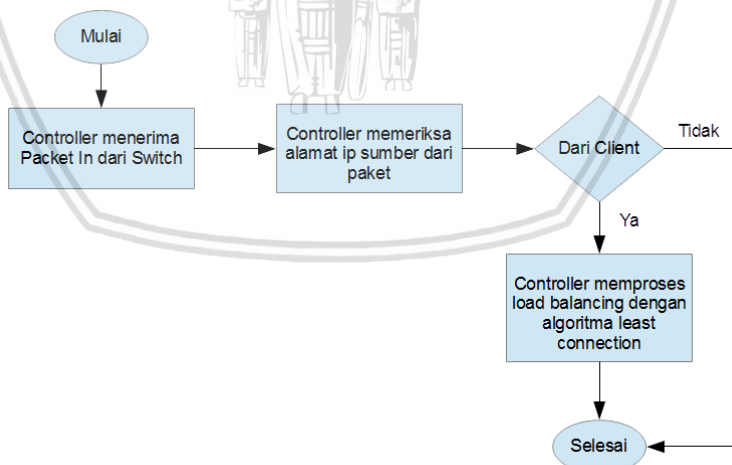 Mulai
Controller menerima
Packet In dari Switch
Controller memeriksa
alamat ip sumber dari
paket
Dari Client
Tidak
Ya
Controller memproses
load balancing dengan
algoritma least
connection
Selesai